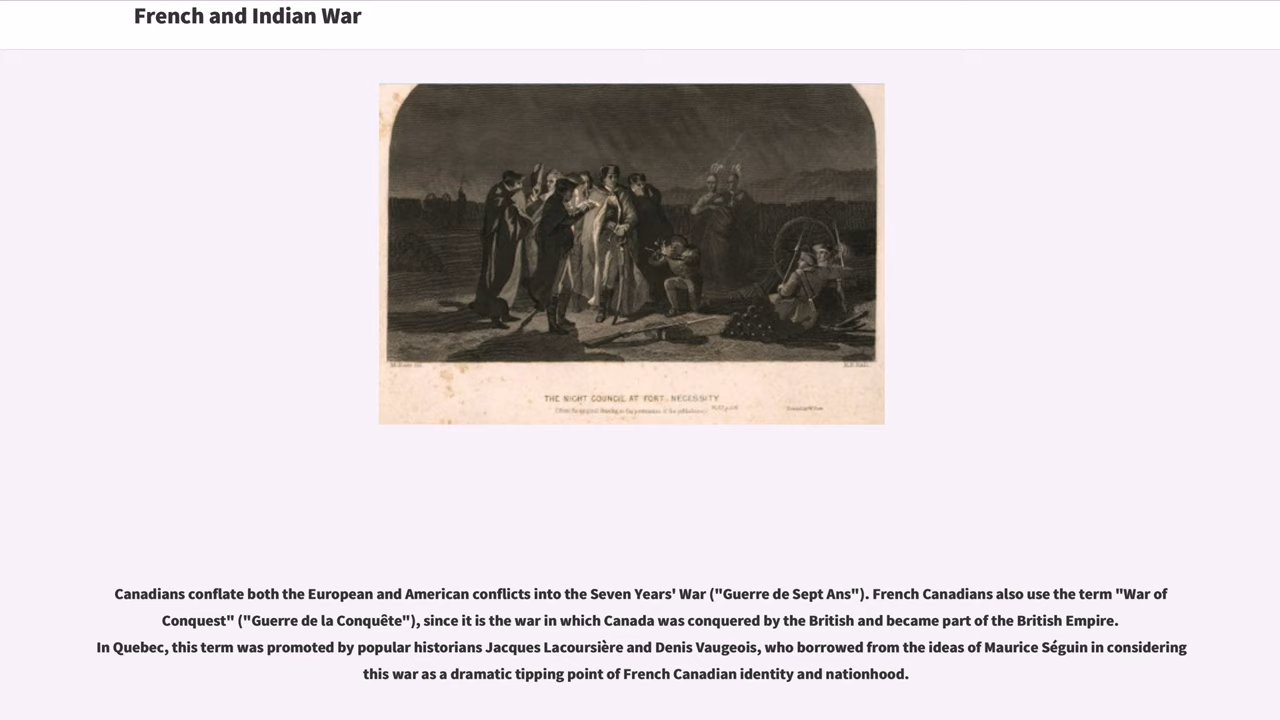 French and Indian War
THE NIGHT COUNCIL AT FORT NECESSITY
Canadians conflate both the European and American conflicts into the Seven Years' War ("Guerre de Sept Ans"). French Canadians also use the term "War of
Conquest" ("Guerre de la Conquête"), since it is the war in which Canada was conquered by the British and became part of the British Empire.
In Quebec, this term was promoted by popular historians Jacques Lacoursière and Denis Vaugeois, who borrowed from the ideas of Maurice Séguin in considering
this war as a dramatic tipping point of French Canadian identity and nationhood.